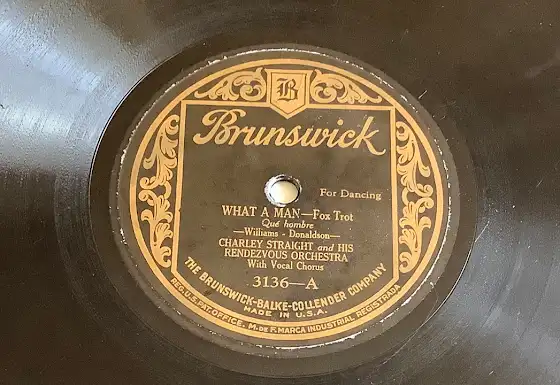 B
Brunswick
For Dancing
WHAT A MAN—Fox Trot
Qué hombre
—Williams - Donaldson—
CHARLEY STRAIGHT and HIS
RENDEZVOUS ORCHESTRA
With Vocal Chorus
3136—A
THE BRUNSWICK-BALKE-COLLENDER COMPANY
MADE IN U.S.A.
REG. U.S. PAT. OFFICE. M. DE F. MARCA INDUSTRIAL REGISTRADA